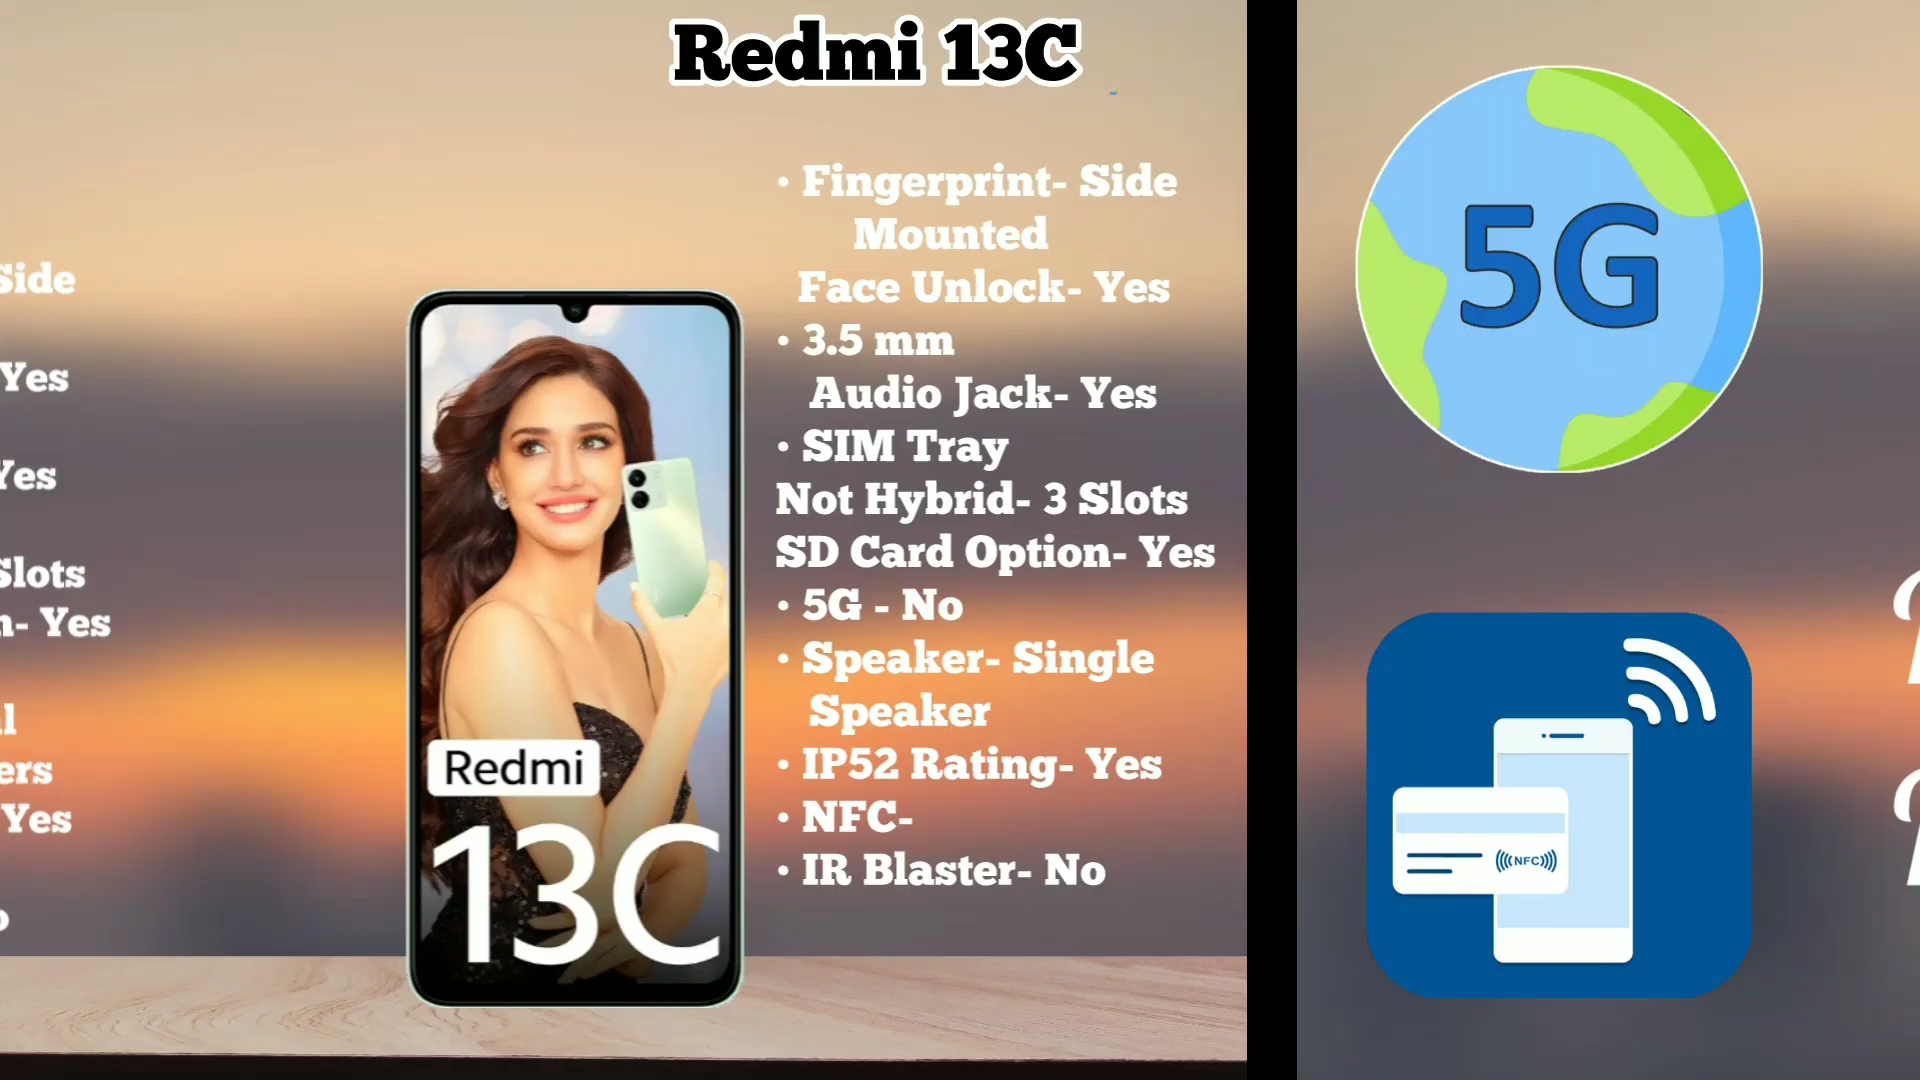 Redmi 13C
Side
Yes
Yes
Slots
Yes
Yes
• Fingerprint- Side
Mounted
Face Unlock- Yes
• 3.5 mm
Audio Jack- Yes
• SIM Tray
Not Hybrid- 3 Slots
SD Card Option- Yes
• 5G - No
• Speaker- Single
Speaker
• IP52 Rating- Yes
• NFC-
• IR Blaster- No
Redmi
13C
5G
NFC